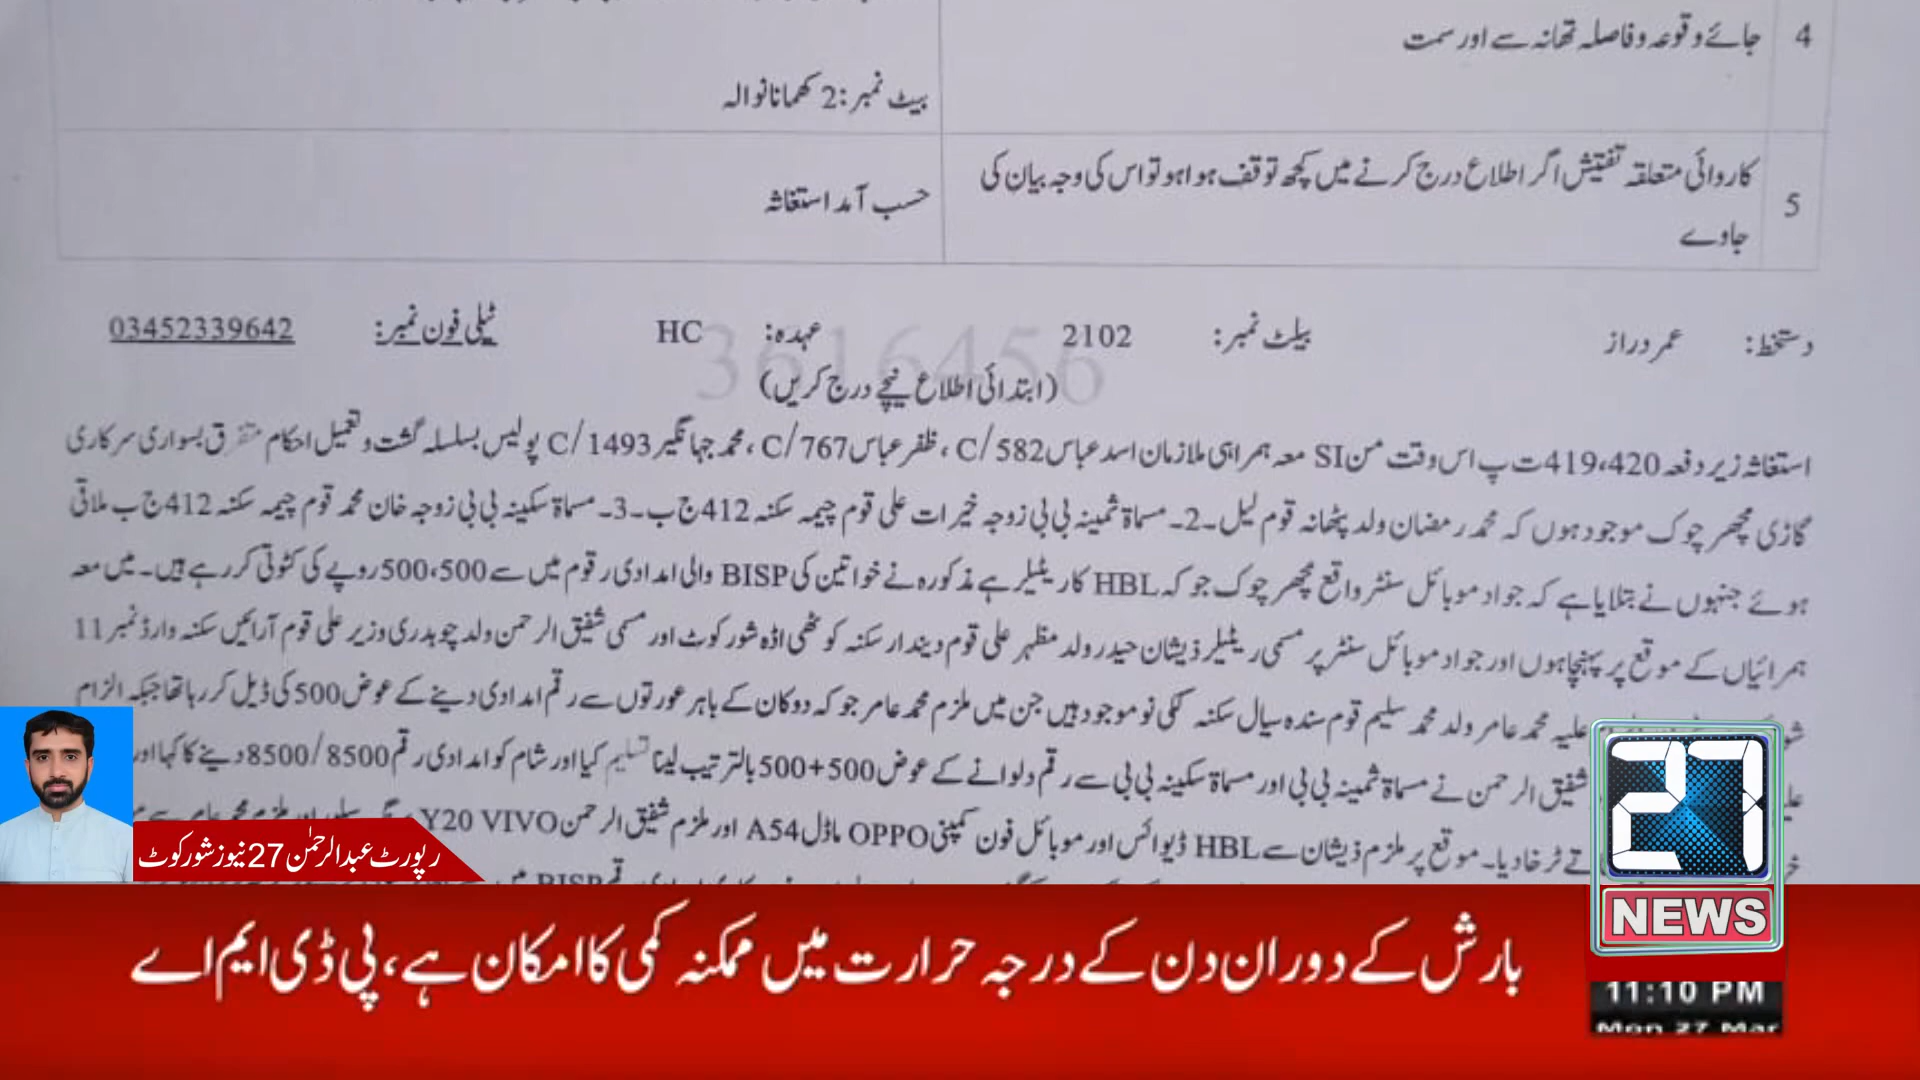 4 جائے وقوعہ و فاصلہ تھانہ سے اور سمت
بیٹ نمبر: 2 کھمانانوالہ
5 کاروائی متعلقہ تفتیش اگر اطلاع درج کرنے میں کچھ توقف ہوا ہو تو اس کی وجہ بیان کی
جاوے
حسب آمد استغاثہ
دستخط: عمر دراز بیلٹ نمبر: 2102 عہدہ: HC ٹیلی فون نمبر: 03452339642
3616456
(ابتدائی اطلاع نیچے درج کریں)
استغاثہ زیر دفعہ 419،420 ت پ اس وقت من SI معہ ہمراہی ملازمان اسد عباس 582/C ، ظفر عباس 767/C ، محمد جہانگیر 1493/C پولیس بسلسلہ گشت و تعمیل احکام متفرق بسواری سرکاری
گاڑی مچھر چوک موجود ہوں کہ محمد رمضان ولد پٹھانہ قوم لیل۔2۔ مسماۃ ثمینہ بی بی زوجہ خیرات علی قوم چیمہ سکنہ 412 ج ب۔3۔ مسماۃ سکینہ بی بی زوجہ خان محمد قوم چیمہ سکنہ 412 ج ب ملاقی
ہوئے جنہوں نے بتلایا ہے کہ جواد موبائل سنٹر واقع مچھر چوک جو کہ HBL کا ریٹیلر ہے مذکورہ نے خواتین کی BISP والی امدادی رقوم میں سے 500،500 روپے کی کٹوتی کر رہے ہیں۔ میں معہ
ہمرائیاں کے موقع پر پہنچا ہوں اور جواد موبائل سنٹر پر مسمی ریٹیلر ذیشان حیدر ولد مظہر علی قوم دیندار سکنہ کوٹھی اڈہ شورکوٹ اور مسمی شفیق الرحمن ولد چوہدری وزیر علی قوم آرائیں سکنہ وارڈ نمبر 11
علیہ محمد عامر ولد محمد سلیم قوم سندہ سیال سکنہ ککی نو موجود ہیں جن میں ملزم محمد عامر جو کہ دوکان کے باہر عورتوں سے رقم امدادی دینے کے عوض 500 کی ڈیل کر رہا تھا جبکہ الزام
شفیق الرحمن نے مسماۃ ثمینہ بی بی اور مسماۃ سکینہ بی بی سے رقم دلوانے کے عوض 500+500 بالترتیب لینا تسلیم کیا اور شام کو امدادی رقم 8500/8500 دینے کا کہا اور
تے ٹرخا دیا۔ موقع پر ملزم ذیشان سے HBL ڈیوائس اور موبائل فون کمپنی OPPO ماڈل A54 اور ملزم شفیق الرحمن Y20 VIVO
رپورٹ عبدالرحمٰن 27 نیوز شورکوٹ
27
NEWS
بارش کے دوران دن کے درجہ حرارت میں ممکنہ کمی کا امکان ہے، پی ڈی ایم اے
11:10 PM
Mon 27 Mar